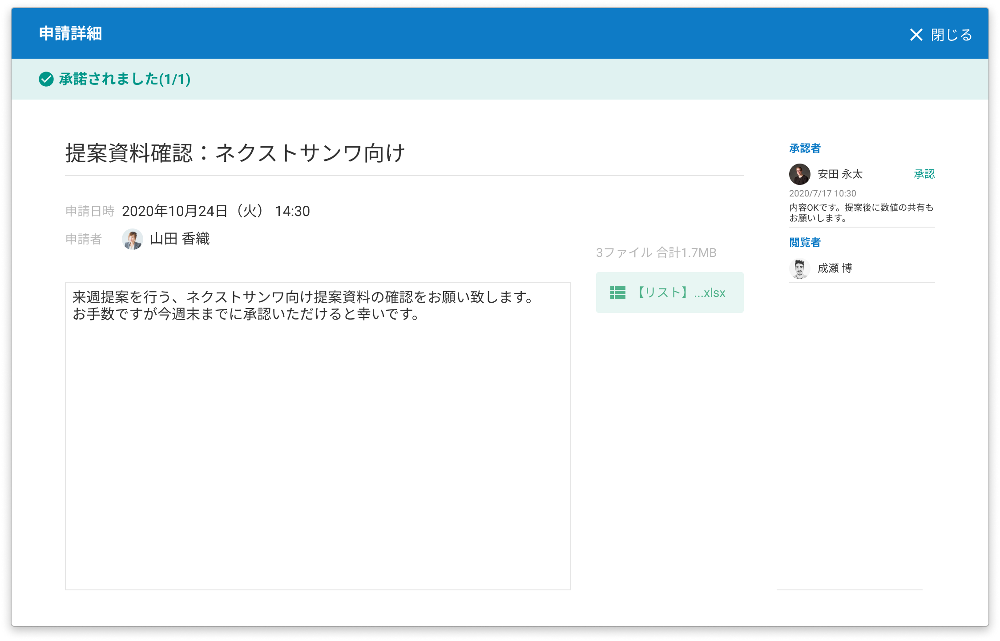 申請詳細
閉じる
承諾されました(1/1)
提案資料確認：ネクストサンワ向け
申請日時 2020年10月24日（火） 14:30
申請者 山田 香織
来週提案を行う、ネクストサンワ向け提案資料の確認をお願い致します。
お手数ですが今週末までに承認いただけると幸いです。
3ファイル 合計1.7MB
【リスト】...xlsx
承認者
安田 永太 承認
2020/7/17 10:30
内容OKです。提案後に数値の共有も
お願いします。
閲覧者
成瀬 博